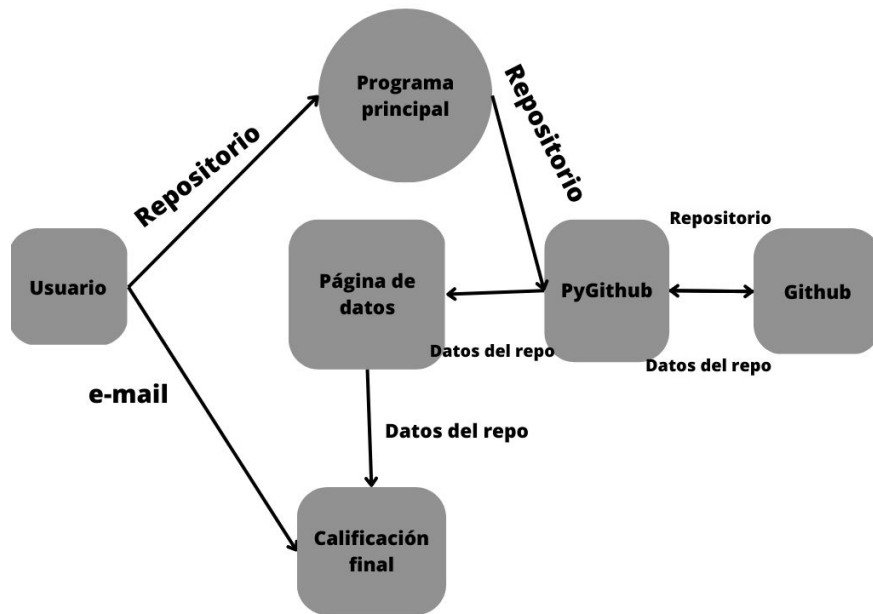 Programa
principal
Repositorio
Repositorio
Usuario
Página de
datos
PyGithub
Repositorio
Github
Datos del repo
Datos del repo
e-mail
Datos del repo
Calificación
final